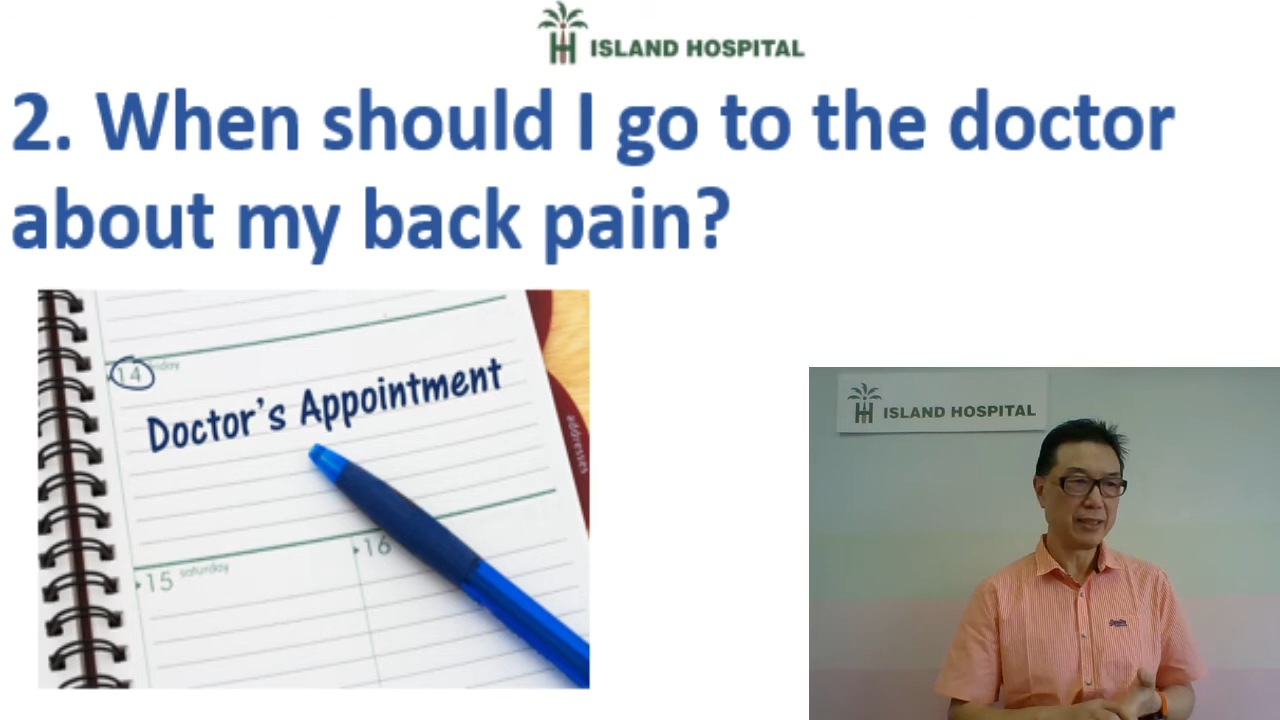 ISLAND HOSPITAL
2. When should I go to the doctor
about my back pain?
14
Doctor's Appointment
addresses
15 saturday
16
ISLAND HOSPITAL